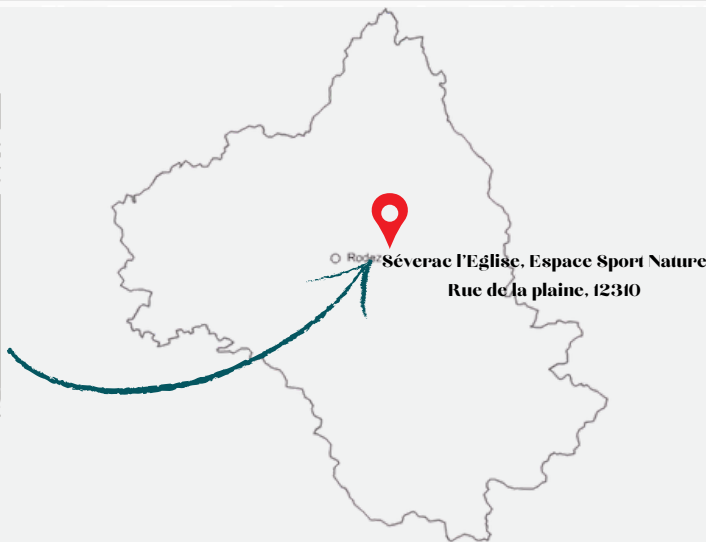 Rodez
Séverac l'Eglise, Espace Sport Nature
Rue de la plaine, 12310